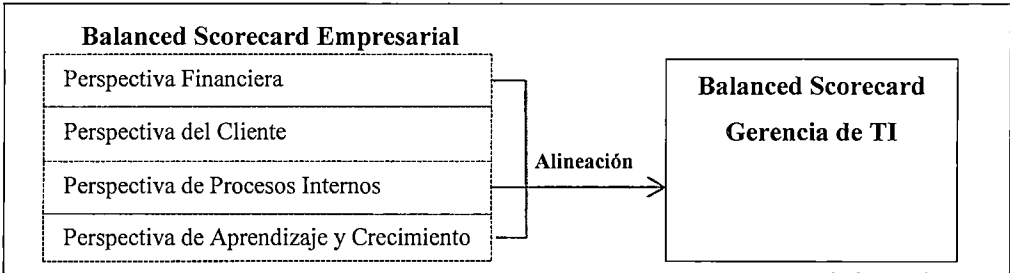 Balanced Scorecard Empresarial
Perspectiva Financiera
Perspectiva del Cliente
Perspectiva de Procesos Internos
Perspectiva de Aprendizaje y Crecimiento
Alineación
Balanced Scorecard
Gerencia de TI